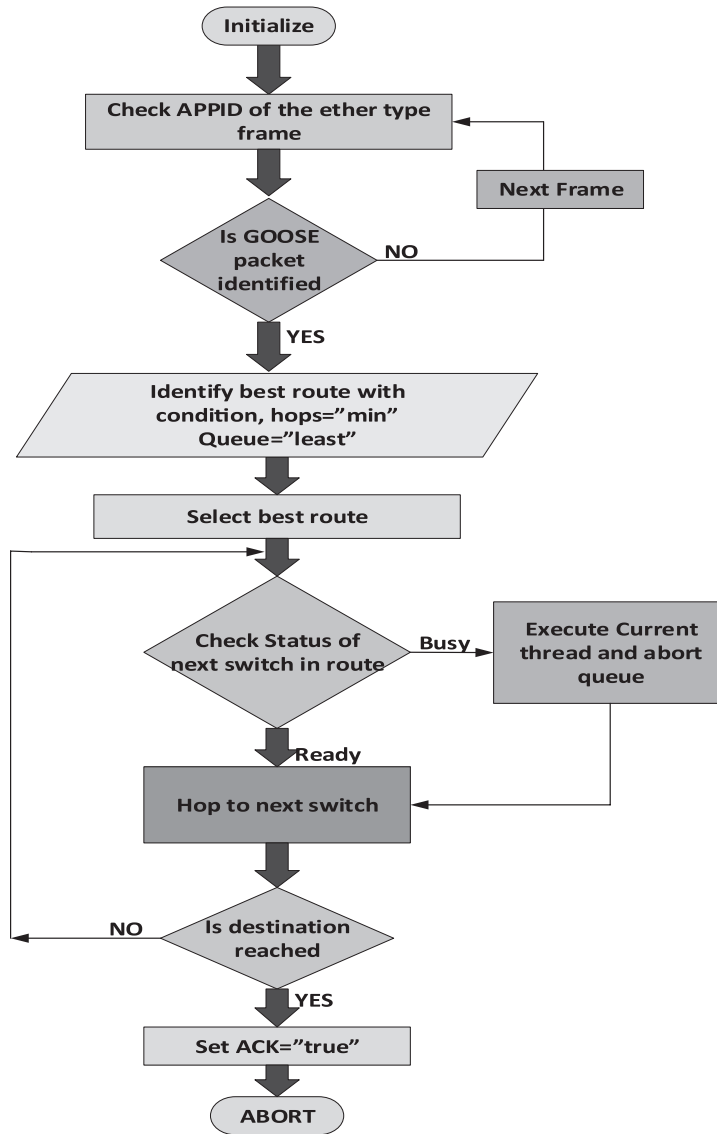 Initialize
Check APPID of the ether type
frame
Next Frame
Is GOOSE
packet
identified
NO
YES
Identify best route with
condition, hops=”min”
Queue=”least”
Select best route
Check Status of
next switch in route
Busy
Execute Current
thread and abort
queue
Ready
Hop to next switch
Is destination
reached
NO
YES
Set ACK=”true”
ABORT